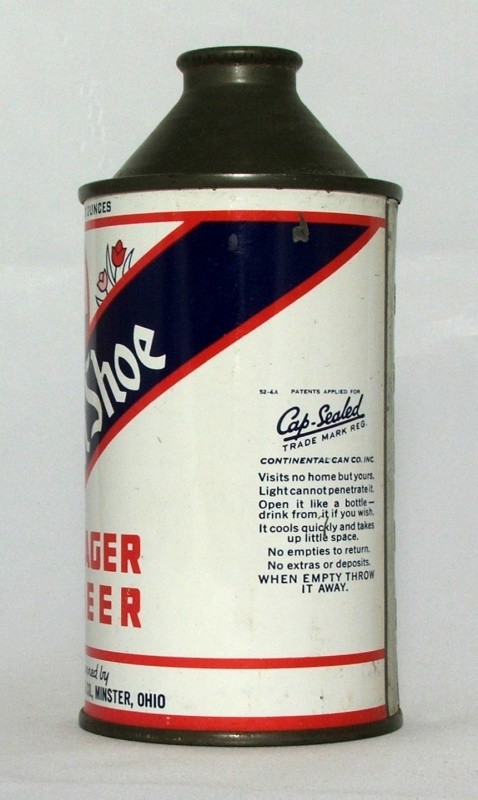 OUNCES
Shoe
AGER
EER
ned by
CO., MINSTER, OHIO
52-4A PATENTS APPLIED FOR
Cap-Sealed
TRADE MARK REG.
CONTINENTAL CAN CO. INC.
Visits no home but yours.
Light cannot penetrate it.
Open it like a bottle—
drink from it if you wish.
It cools quickly and takes
up little space.
No empties to return.
No extras or deposits.
WHEN EMPTY THROW
IT AWAY.